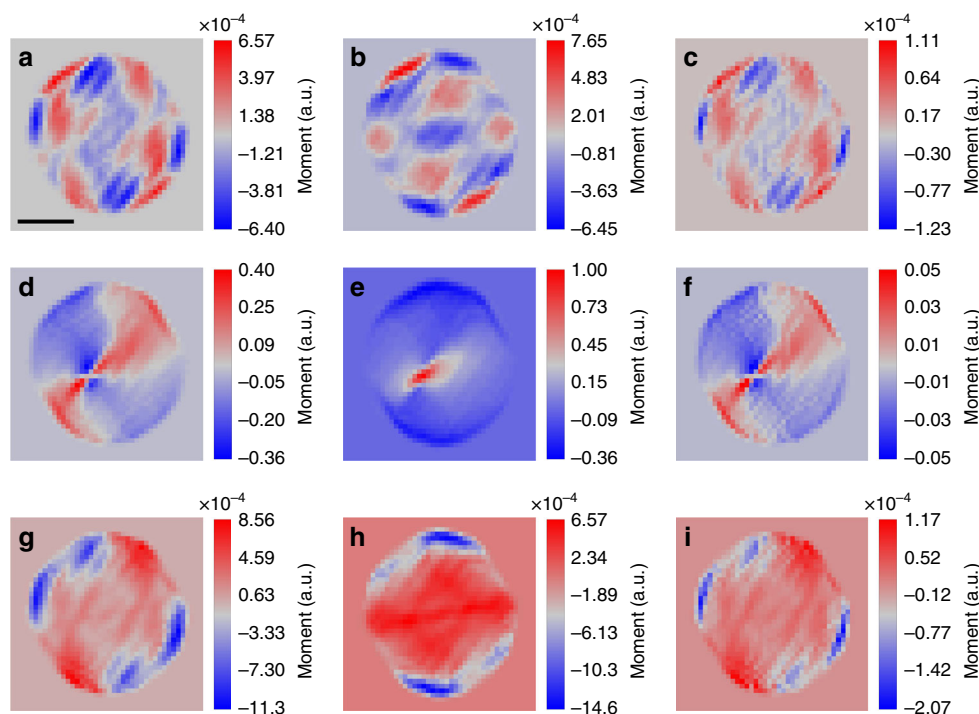 ×10⁻⁴ ×10⁻⁴ ×10⁻⁴
a 6.57 3.97 1.38 –1.21 –3.81 –6.40 Moment (a.u.)
b 7.65 4.83 2.01 –0.81 –3.63 –6.45 Moment (a.u.)
c 1.11 0.64 0.17 –0.30 –0.77 –1.23 Moment (a.u.)
d 0.40 0.25 0.09 –0.05 –0.20 –0.36 Moment (a.u.)
e 1.00 0.73 0.45 0.15 –0.09 –0.36 Moment (a.u.)
f 0.05 0.03 0.01 –0.01 –0.03 –0.05 Moment (a.u.)
×10⁻⁴ ×10⁻⁴ ×10⁻⁴
g 8.56 4.59 0.63 –3.33 –7.30 –11.3 Moment (a.u.)
h 6.57 2.34 –1.89 –6.13 –10.3 –14.6 Moment (a.u.)
i 1.17 0.52 –0.12 –0.77 –1.42 –2.07 Moment (a.u.)